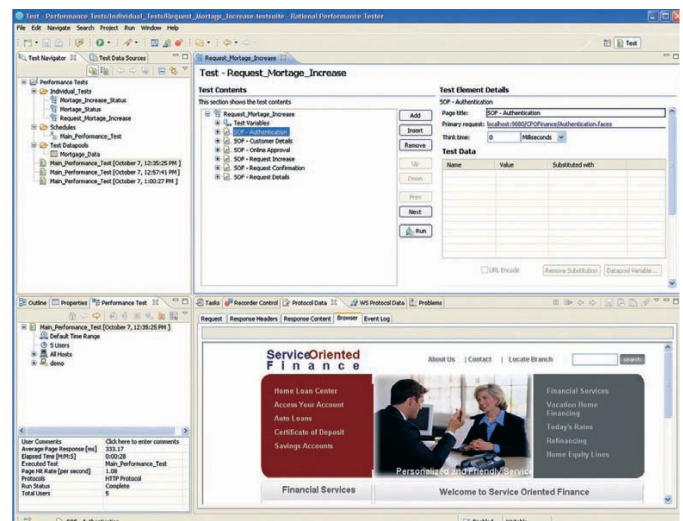 Test - Performance Tests/Individual_Tests/Request_Mortage_Increase.testsuite - Rational Performance Tester
File Edit Navigate Search Project Run Window Help
Test
Test Navigator
Test Data Sources
Performance Tests
Individual_Tests
Mortage_Increase_Status
Mortage_Status
Request_Mortage_Increase
Schedules
Main_Performance_Test
Test Datapools
Mortgage_Data
Main_Performance_Test [October 7, 12:35:25 PM ]
Main_Performance_Test [October 7, 12:57:41 PM ]
Main_Performance_Test [October 7, 1:00:27 PM ]
Request_Mortage_Increase
Test - Request_Mortage_Increase
Test Contents
This section shows the test contents
Request_Mortage_Increase
Test Variables
SOF - Authentication
SOF - Customer Details
SOF - Online Approval
SOF - Request Increase
SOF - Request Confirmation
SOF - Request Details
Add
Insert
Remove
Up
Down
Prev
Next
Run
Test Element Details
SOF - Authentication
Page title: SOF - Authentication
Primary request: localhost:9080/CPOFinance/Authentication.faces
Think time: 0 Milliseconds
Test Data
Name Value Substituted with
URL Encode Remove Substitution Datapool Variable...
Outline Properties Performance Test
Main_Performance_Test [October 7, 12:35:25 PM ]
Default Time Range
5 Users
All Hosts
demo
User Comments Click here to enter comments
Average Page Response [ms] 333.17
Elapsed Time [H:M:S] 0:00:28
Executed Test Main_Performance_Test
Page Hit Rate [per second] 1.08
Protocols HTTP Protocol
Run Status Complete
Total Users 5
Tasks Recorder Control Protocol Data WS Protocol Data Problems
Request Response Headers Response Content Browser Event Log
ServiceOriented
Finance
About Us | Contact | Locate Branch search
Home Loan Center
Access Your Account
Auto Loans
Certificate of Deposit
Savings Accounts
Financial Services
Vacation Home
Financing
Today's Rates
Refinancing
Home Equity Lines
Personalized and Friendly Service
Financial Services
Welcome to Service Oriented Finance